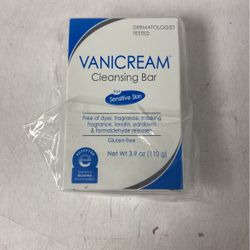 DERMATOLOGIST
TESTED
VANICREAM™
Cleansing Bar
for
Sensitive Skin
Free of dyes, fragrance, masking
fragrance, lanolin, parabens
& formaldehyde releasers
Gluten-free
Net Wt 3.9 oz (110 g)
e
Eczema